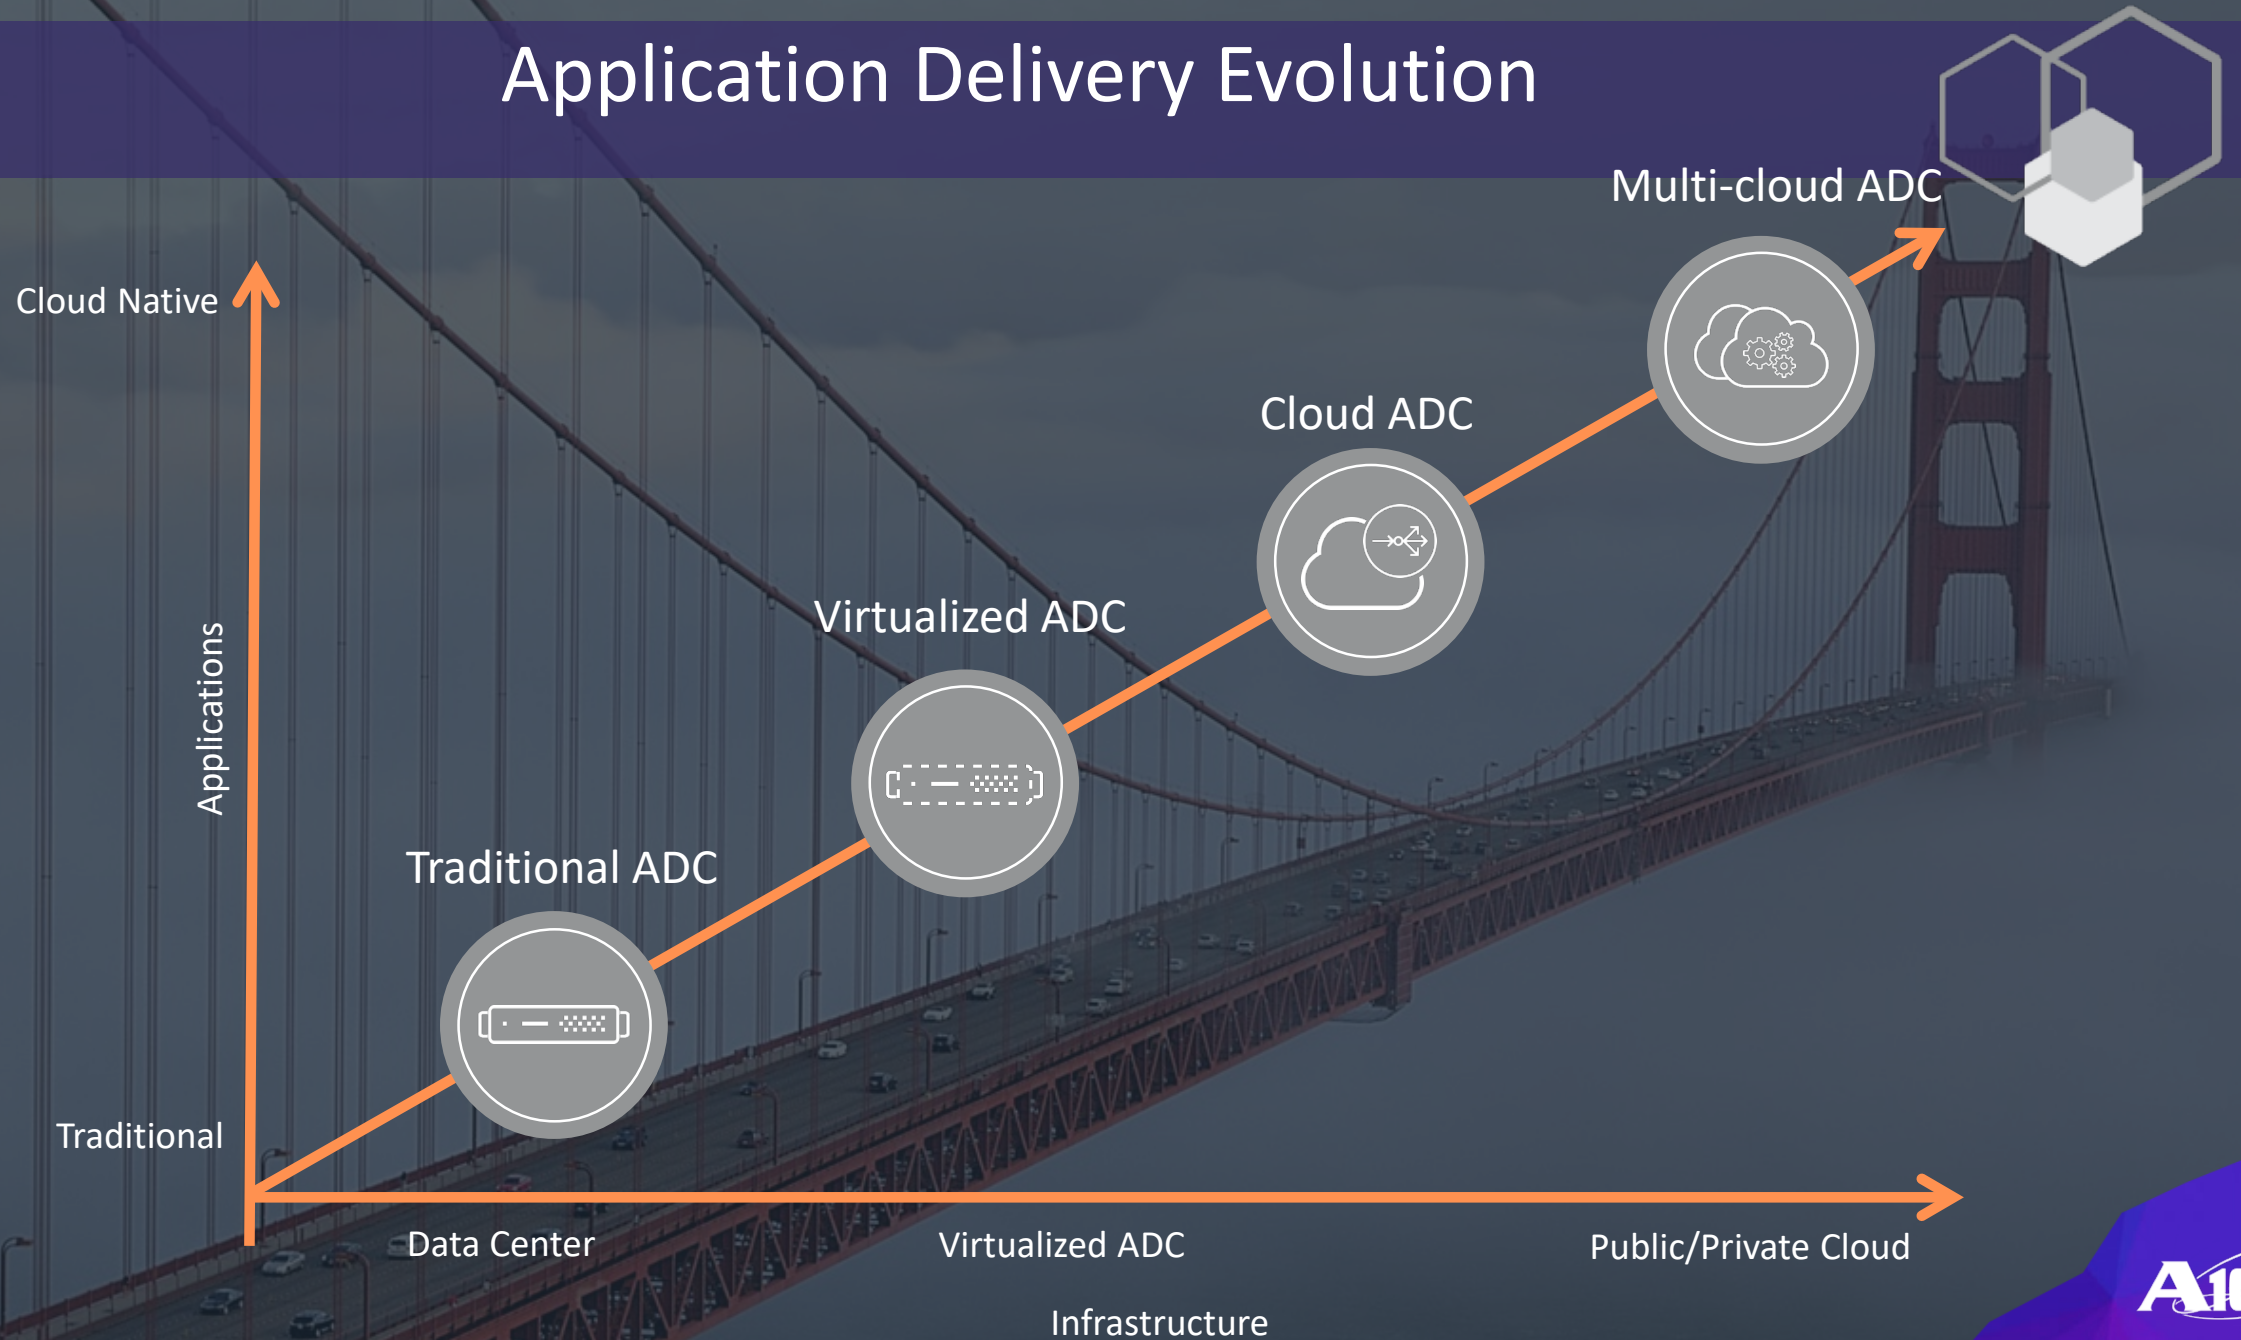 Application Delivery Evolution
Multi-cloud ADC
Cloud Native
Cloud ADC
Virtualized ADC
Applications
Traditional ADC
Traditional
Data Center
Virtualized ADC
Public/Private Cloud
Infrastructure